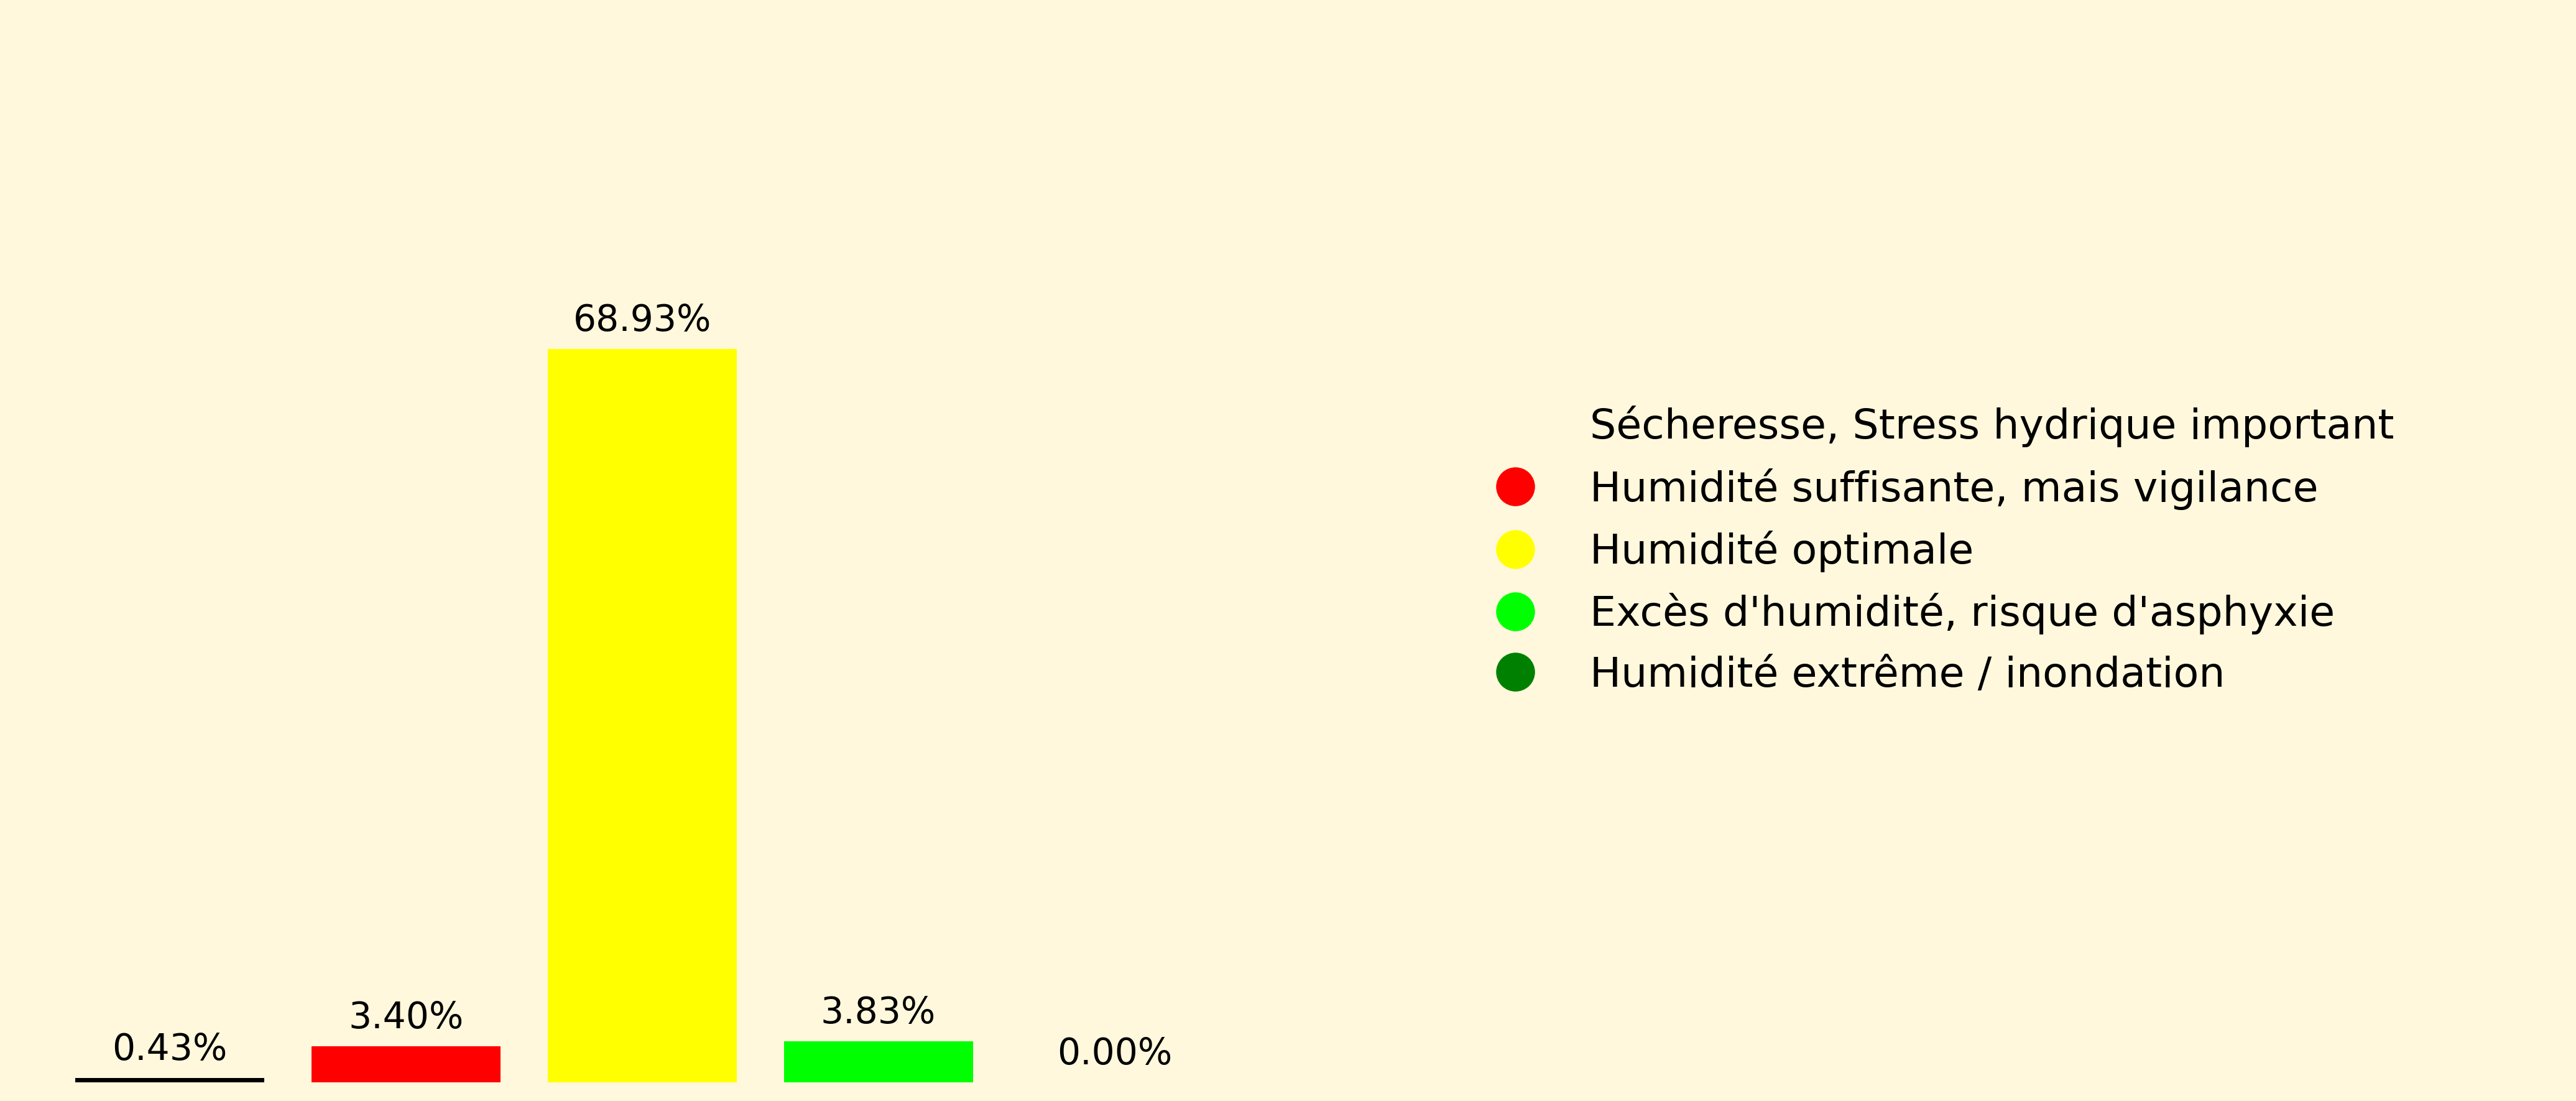 68.93%
3.83%
3.40%
0.43%
0.00%
Sécheresse, Stress hydrique important
Humidité suffisante, mais vigilance
Humidité optimale
Excès d'humidité, risque d'asphyxie
Humidité extrême / inondation